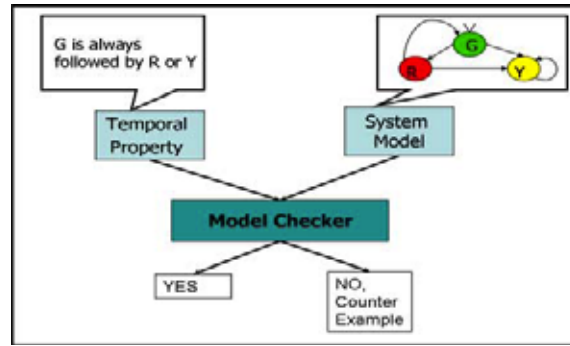 G is always
followed by R or Y
G
R
Y
Temporal
Property
System
Model
Model Checker
YES
NO,
Counter
Example